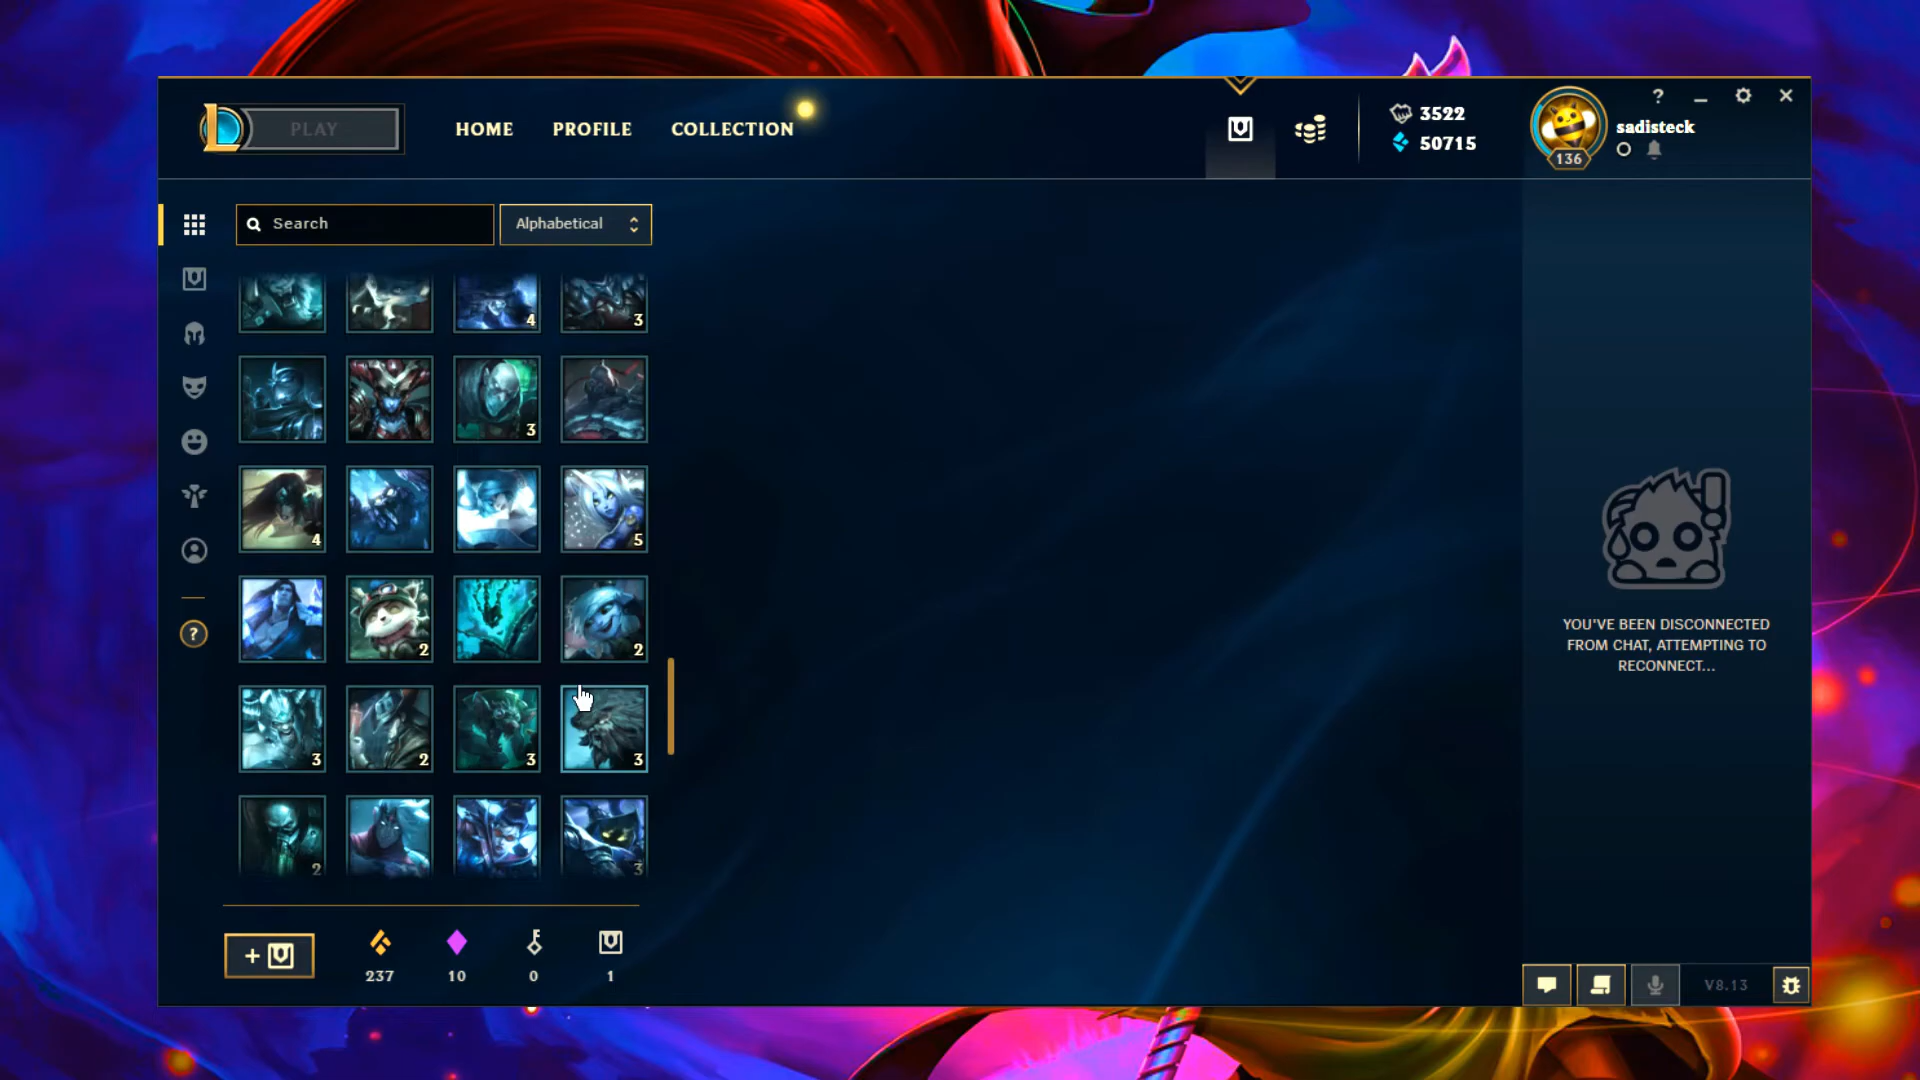 PLAY
HOME
PROFILE
COLLECTION
3522
50715
136
sadisteck
?
Search
Alphabetical
4
3
3
4
5
2
2
3
2
3
3
2
3
?
YOU'VE BEEN DISCONNECTED
FROM CHAT, ATTEMPTING TO
RECONNECT...
+
237
10
0
1
V8.13